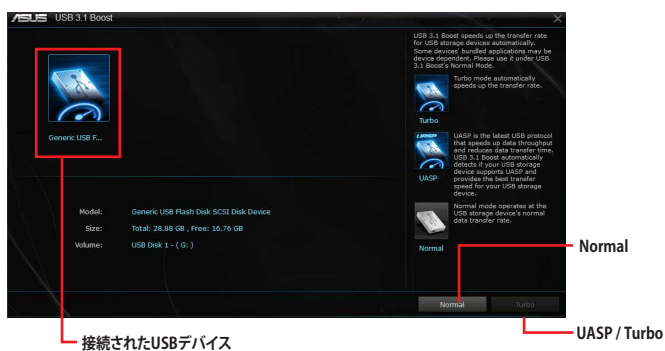 ASUS USB 3.1 Boost
Generic USB F...
Model: Generic USB Flash Disk SCSI Disk Device
Size: Total: 28.88 GB , Free: 16.76 GB
Volume: USB Disk 1 - ( G: )
USB 3.1 Boost speeds up the transfer rate
for USB storage devices automatically.
Some devices' bundled applications may be
device dependent. Please use it under USB
3.1 Boost's Normal Mode.
Turbo mode automatically
speeds up the transfer rate.
Turbo
UASP
UASP is the latest USB protocol
that speeds up data throughput
and reduces data transfer time.
USB 3.1 Boost automatically
detects if your USB storage
device supports UASP and
provides the best transfer
speed for your USB storage
device.
UASP
Normal mode operates at the
USB storage device's normal
data transfer rate.
Normal
Normal
Turbo
Normal
UASP / Turbo
接続されたUSBデバイス